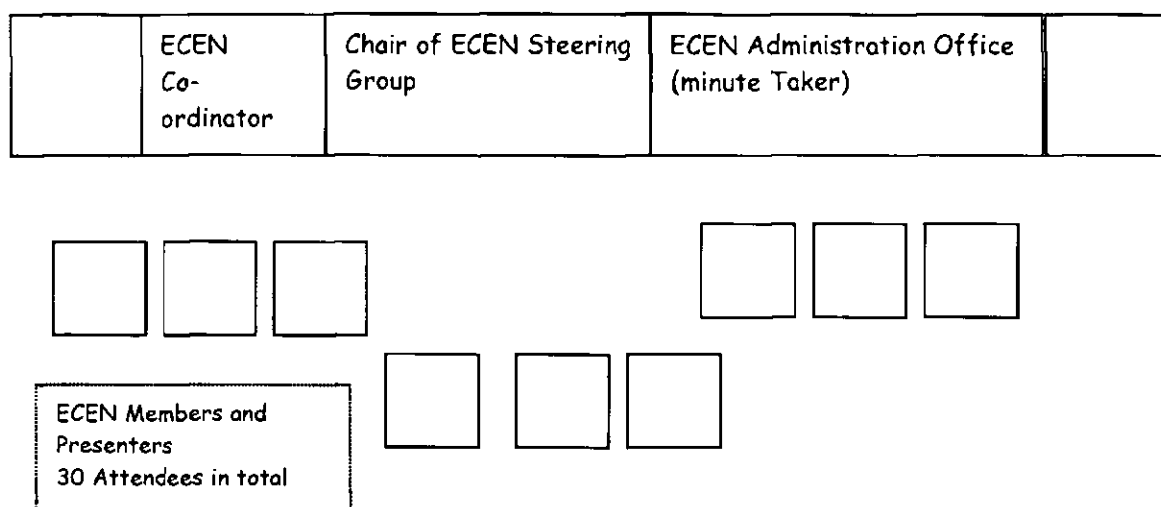 ECEN
Co-
ordinator
Chair of ECEN Steering
Group
ECEN Administration Office
(minute Taker)
ECEN Members and
Presenters
30 Attendees in total